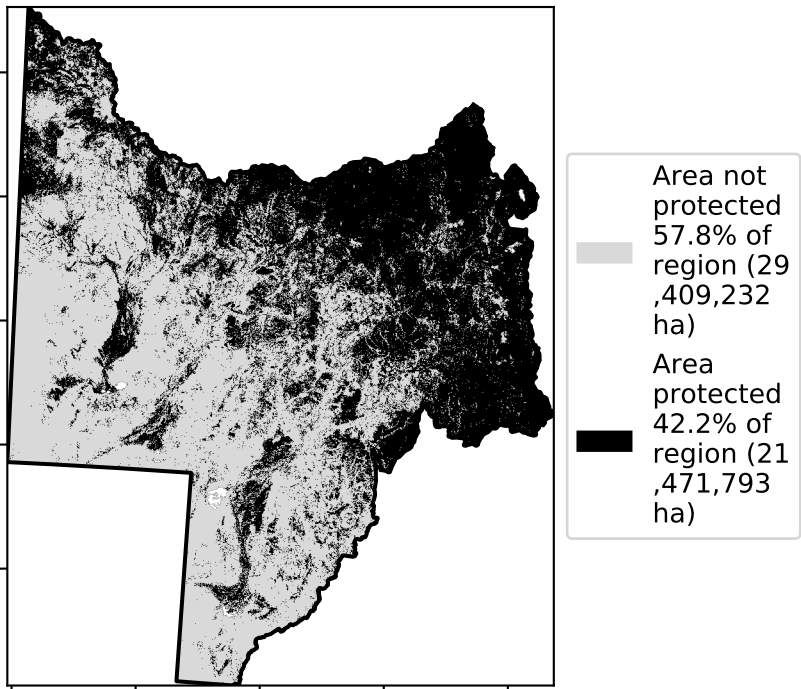 Area not
protected
57.8% of
region (29
,409,232
ha)
Area
protected
42.2% of
region (21
,471,793
ha)